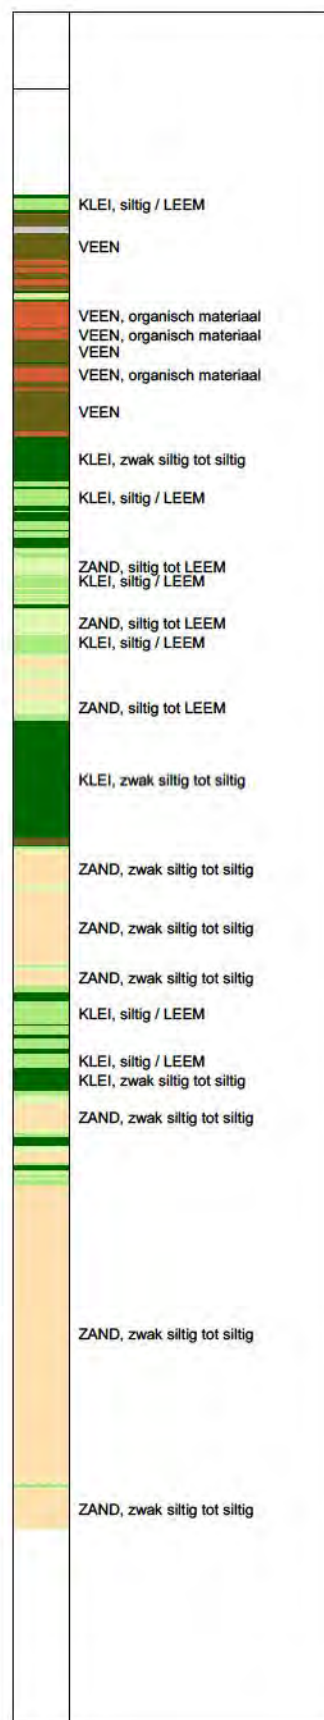 KLEI, siltig / LEEM
VEEN
VEEN, organisch materiaal
VEEN, organisch materiaal
VEEN
VEEN, organisch materiaal
VEEN
KLEI, zwak siltig tot siltig
KLEI, siltig / LEEM
ZAND, siltig tot LEEM
KLEI, siltig / LEEM
ZAND, siltig tot LEEM
KLEI, siltig / LEEM
ZAND, siltig tot LEEM
KLEI, zwak siltig tot siltig
ZAND, zwak siltig tot siltig
ZAND, zwak siltig tot siltig
ZAND, zwak siltig tot siltig
KLEI, siltig / LEEM
KLEI, siltig / LEEM
KLEI, zwak siltig tot siltig
ZAND, zwak siltig tot siltig
ZAND, zwak siltig tot siltig
ZAND, zwak siltig tot siltig